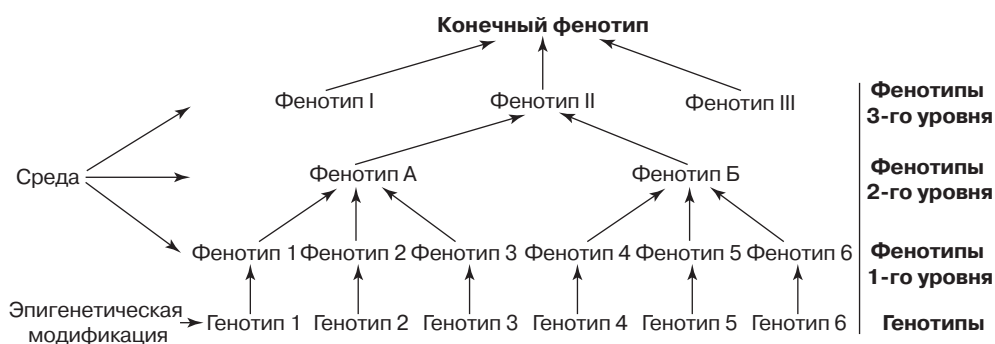 Конечный фенотип
Фенотип I Фенотип II Фенотип III Фенотипы
3-го уровня
Среда Фенотип А Фенотип Б Фенотипы
2-го уровня
Фенотип 1 Фенотип 2 Фенотип 3 Фенотип 4 Фенотип 5 Фенотип 6 Фенотипы
1-го уровня
Эпигенетическая
модификация Генотип 1 Генотип 2 Генотип 3 Генотип 4 Генотип 5 Генотип 6 Генотипы